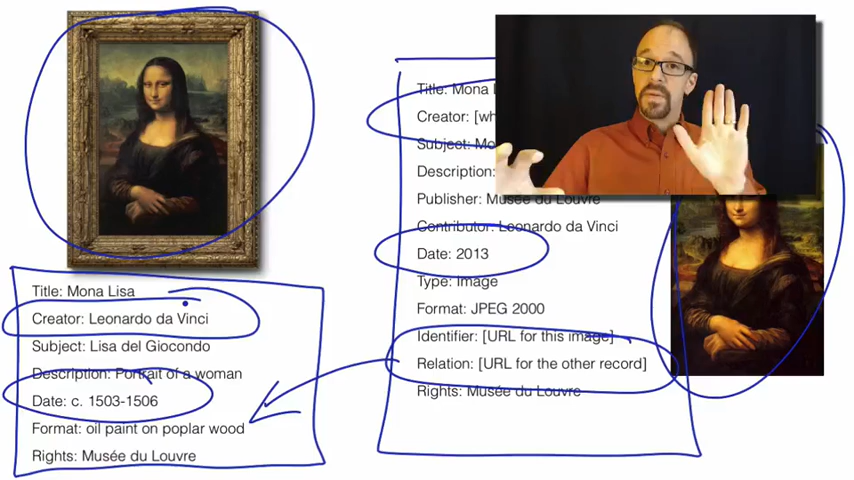 Title: Mona Lisa
Creator: Leonardo da Vinci
Subject: Lisa del Giocondo
Description: Portrait of a woman
Date: c. 1503-1506
Format: oil paint on poplar wood
Rights: Musée du Louvre
Title: Mona
Creator:
Subject:
Description:
Publisher: Musée du Louvre
Contributor: Leonardo da Vinci
Date: 2013
Type: Image
Format: JPEG 2000
Identifier: [URL for this image]
Relation: [URL for the other record]
Rights: Musée du Louvre